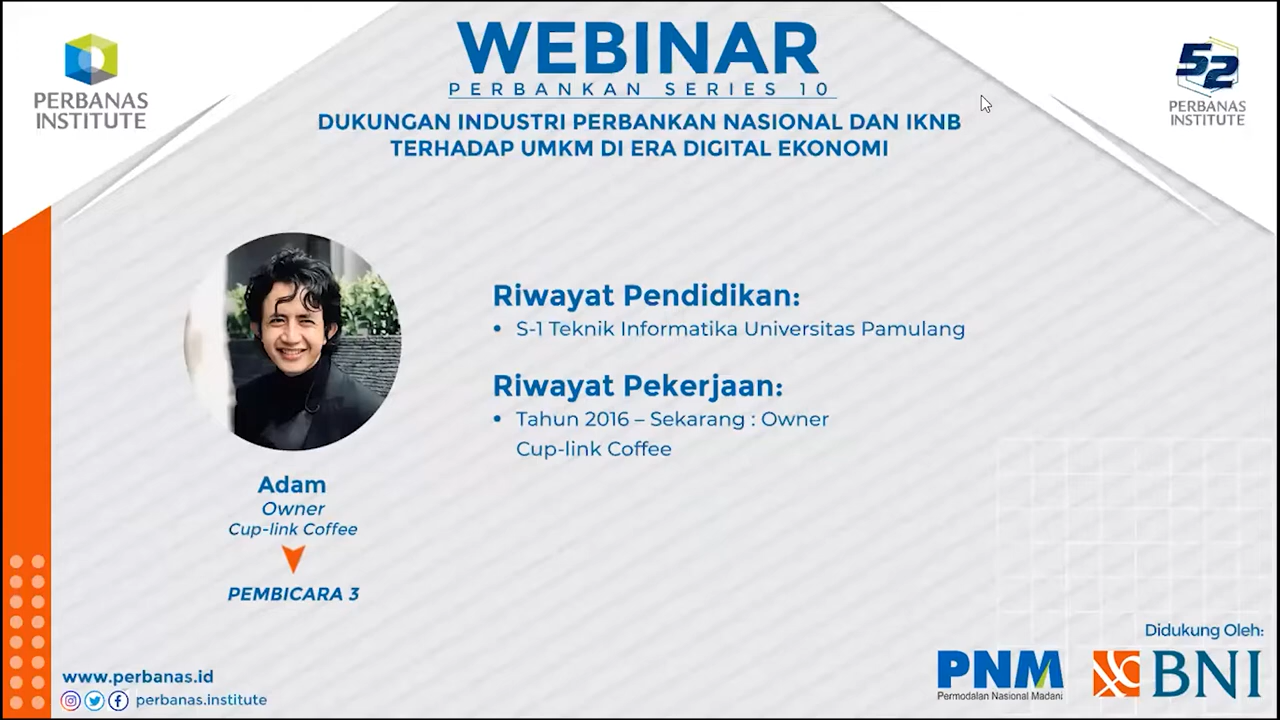 WEBINAR
PERBANKAN SERIES 10
DUKUNGAN INDUSTRI PERBANKAN NASIONAL DAN IKNB
TERHADAP UMKM DI ERA DIGITAL EKONOMI
PERBANAS
INSTITUTE
52
PERBANAS
INSTITUTE
Riwayat Pendidikan:
• S-1 Teknik Informatika Universitas Pamulang
Riwayat Pekerjaan:
• Tahun 2016 – Sekarang : Owner
Cup-link Coffee
Adam
Owner
Cup-link Coffee
PEMBICARA 3
www.perbanas.id
perbanas.institute
Didukung Oleh:
PNM
Permodalan Nasional Madani
BNI